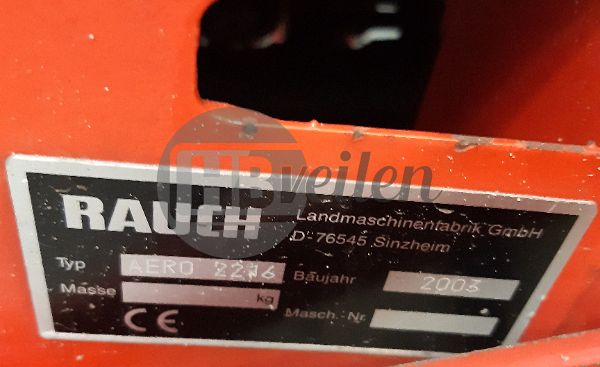 HBveilen
RAUCH
Landmaschinenfabrik GmbH
D-76545 Sinzheim
Typ AERO 2216 Baujahr 2003
Masse kg Masch. Nr.
CE